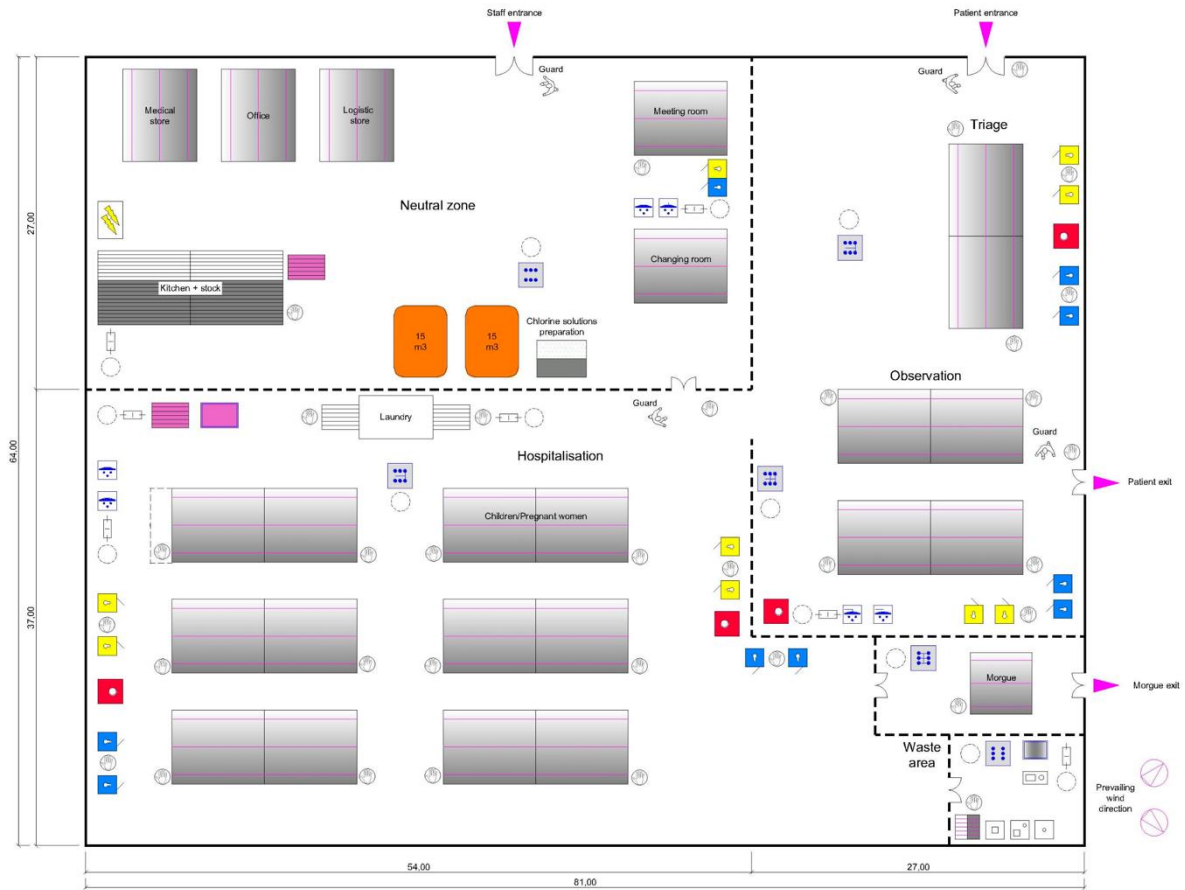 Staff entrance
Patient entrance
Guard
Guard
Medical
store
Office
Logistic
store
Meeting room
Triage
27,00
Neutral zone
Changing room
Kitchen + stock
15
m3
15
m3
Chlorine solutions
preparation
Observation
64,00
Laundry
Guard
Guard
Hospitalisation
Patient exit
Children/Pregnant women
37,00
Morgue
Morgue exit
Waste
area
Prevailing
wind
direction
54,00
27,00
81,00